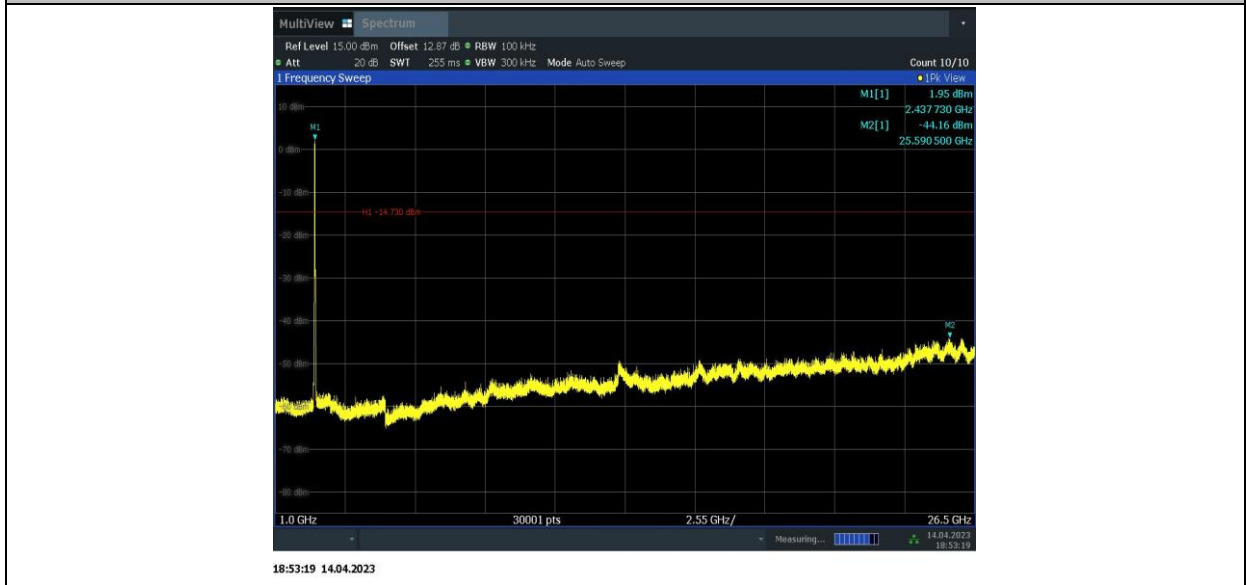 MultiView Spectrum
Ref Level 15.00 dBm Offset 12.87 dB RBW 100 kHz
Att 20 dB SWT 255 ms VBW 300 kHz Mode Auto Sweep Count 10/10
1 Frequency Sweep 1Pk View
M1[1] 1.95 dBm
2.437 730 GHz
M2[1] -44.16 dBm
25.590 500 GHz
10 dBm
M1
0 dBm
-10 dBm
H1 -14.730 dBm
-20 dBm
-30 dBm
-40 dBm
M2
-50 dBm
-70 dBm
-80 dBm
1.0 GHz 30001 pts 2.55 GHz/ 26.5 GHz
Measuring... 14.04.2023
18:53:19
18:53:19 14.04.2023